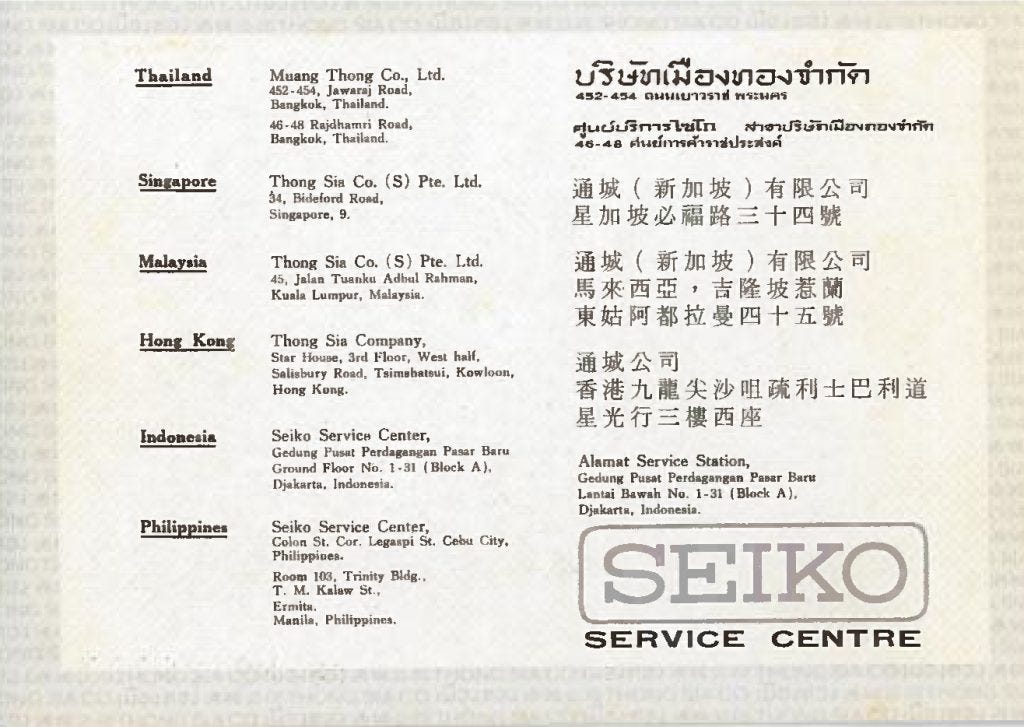 Thailand
Muang Thong Co., Ltd.
452-454, Jawaraj Road,
Bangkok, Thailand.
46-48 Rajdhamri Road,
Bangkok, Thailand.
บริษัทเมืองทองจำกัด
452-454 ถนนเยาวราช พระนคร
ศูนย์บริการไซโก สาขาบริษัทเมืองทองจำกัด
46-48 ศูนย์การค้าราชประสงค์
Singapore
Thong Sia Co. (S) Pte. Ltd.
34, Bideford Road,
Singapore, 9.
通城(新加坡)有限公司
星加坡必福路三十四號
Malaysia
Thong Sia Co. (S) Pte. Ltd.
45, Jalan Tuanku Adbul Rahman,
Kuala Lumpur, Malaysia.
通城(新加坡)有限公司
馬來西亞,吉隆坡惹蘭
東姑阿都拉曼四十五號
Hong Kong
Thong Sia Company,
Star House, 3rd Floor, West half,
Salisbury Road, Tsimshatsui, Kowloon,
Hong Kong.
通城公司
香港九龍尖沙咀疏利士巴利道
星光行三樓西座
Indonesia
Seiko Service Center,
Gedung Pusat Perdagangan Pasar Baru
Ground Floor No. 1-31 (Block A),
Djakarta, Indonesia.
Alamat Service Station,
Gedung Pusat Perdagangan Pasar Baru
Lantai Bawah No. 1-31 (Block A),
Djakarta, Indonesia.
Philippines
Seiko Service Center,
Colon St. Cor. Legaspi St. Cebu City,
Philippines.
Room 103, Trinity Bldg.,
T. M. Kalaw St.,
Ermita.
Manila, Philippines.
SEIKO
SERVICE CENTRE